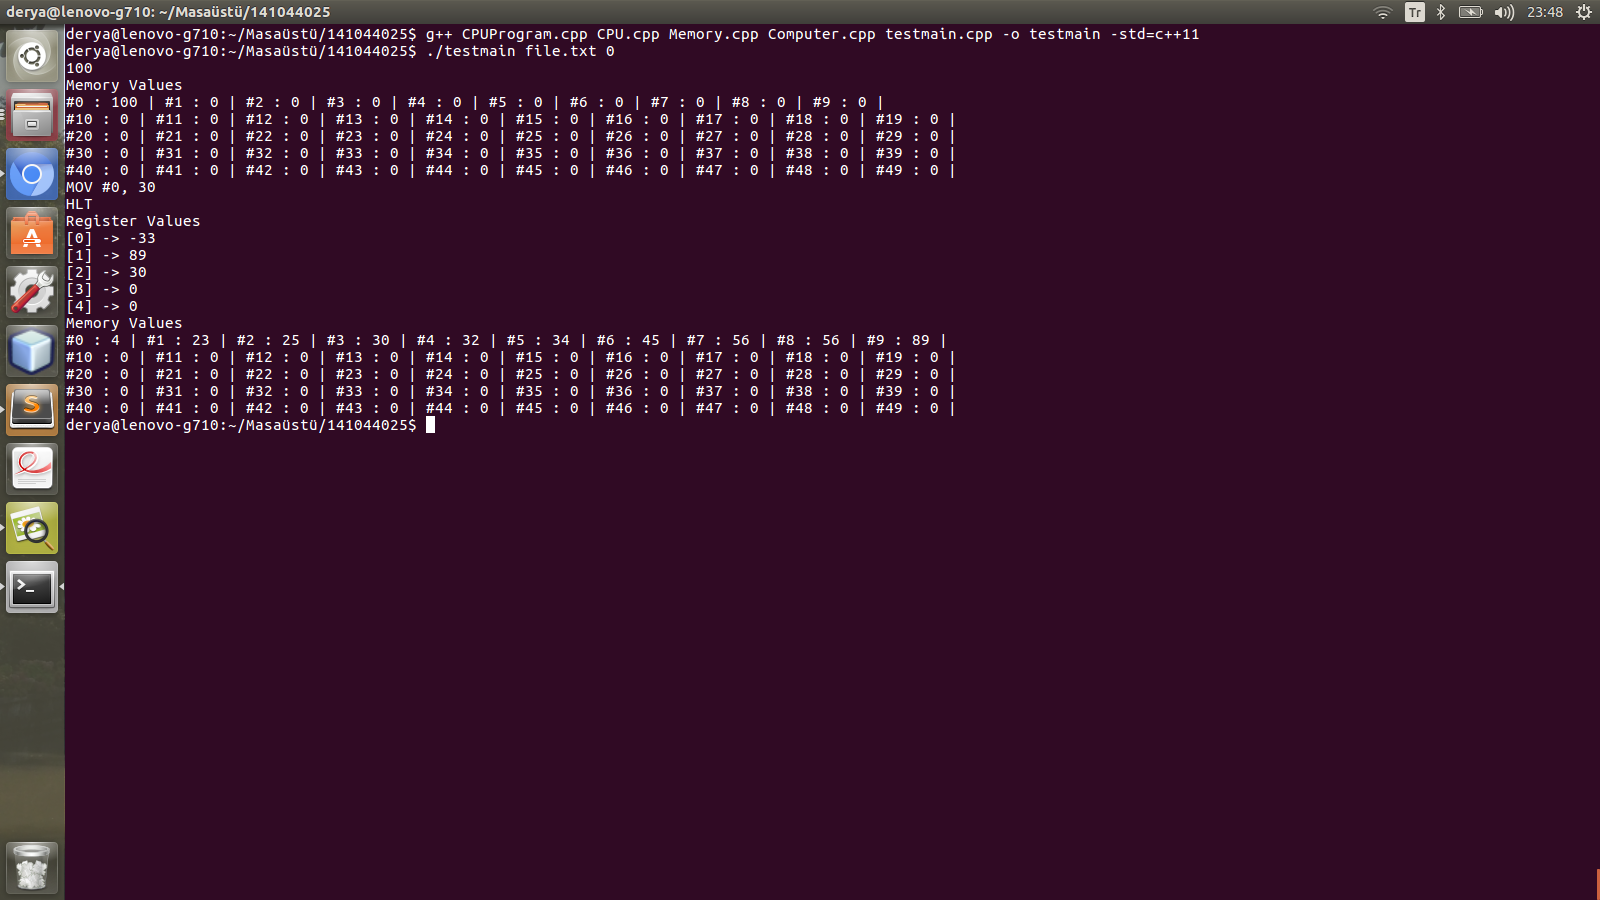 derya@lenovo-g710: ~/Masaüstü/141044025
Tr
23:48
derya@lenovo-g710:~/Masaüstü/141044025$ g++ CPUProgram.cpp CPU.cpp Memory.cpp Computer.cpp testmain.cpp -o testmain -std=c++11
derya@lenovo-g710:~/Masaüstü/141044025$ ./testmain file.txt 0
100
Memory Values
#0 : 100 | #1 : 0 | #2 : 0 | #3 : 0 | #4 : 0 | #5 : 0 | #6 : 0 | #7 : 0 | #8 : 0 | #9 : 0 |
#10 : 0 | #11 : 0 | #12 : 0 | #13 : 0 | #14 : 0 | #15 : 0 | #16 : 0 | #17 : 0 | #18 : 0 | #19 : 0 |
#20 : 0 | #21 : 0 | #22 : 0 | #23 : 0 | #24 : 0 | #25 : 0 | #26 : 0 | #27 : 0 | #28 : 0 | #29 : 0 |
#30 : 0 | #31 : 0 | #32 : 0 | #33 : 0 | #34 : 0 | #35 : 0 | #36 : 0 | #37 : 0 | #38 : 0 | #39 : 0 |
#40 : 0 | #41 : 0 | #42 : 0 | #43 : 0 | #44 : 0 | #45 : 0 | #46 : 0 | #47 : 0 | #48 : 0 | #49 : 0 |
MOV #0, 30
HLT
Register Values
[0] -> -33
[1] -> 89
[2] -> 30
[3] -> 0
[4] -> 0
Memory Values
#0 : 4 | #1 : 23 | #2 : 25 | #3 : 30 | #4 : 32 | #5 : 34 | #6 : 45 | #7 : 56 | #8 : 56 | #9 : 89 |
#10 : 0 | #11 : 0 | #12 : 0 | #13 : 0 | #14 : 0 | #15 : 0 | #16 : 0 | #17 : 0 | #18 : 0 | #19 : 0 |
#20 : 0 | #21 : 0 | #22 : 0 | #23 : 0 | #24 : 0 | #25 : 0 | #26 : 0 | #27 : 0 | #28 : 0 | #29 : 0 |
#30 : 0 | #31 : 0 | #32 : 0 | #33 : 0 | #34 : 0 | #35 : 0 | #36 : 0 | #37 : 0 | #38 : 0 | #39 : 0 |
#40 : 0 | #41 : 0 | #42 : 0 | #43 : 0 | #44 : 0 | #45 : 0 | #46 : 0 | #47 : 0 | #48 : 0 | #49 : 0 |
derya@lenovo-g710:~/Masaüstü/141044025$